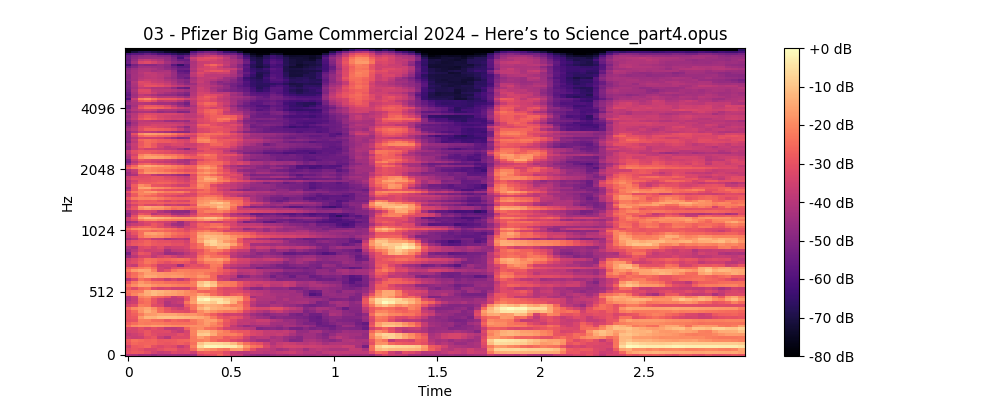 03 - Pfizer Big Game Commercial 2024 – Here’s to Science_part4.opus
Hz
4096
2048
1024
512
0
0
0.5
1
1.5
2
2.5
Time
+0 dB
-10 dB
-20 dB
-30 dB
-40 dB
-50 dB
-60 dB
-70 dB
-80 dB